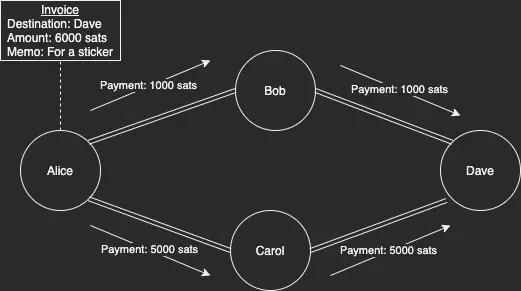 Invoice
Destination: Dave
Amount: 6000 sats
Memo: For a sticker
Payment: 1000 sats
Bob
Payment: 1000 sats
Alice
Dave
Payment: 5000 sats
Carol
Payment: 5000 sats